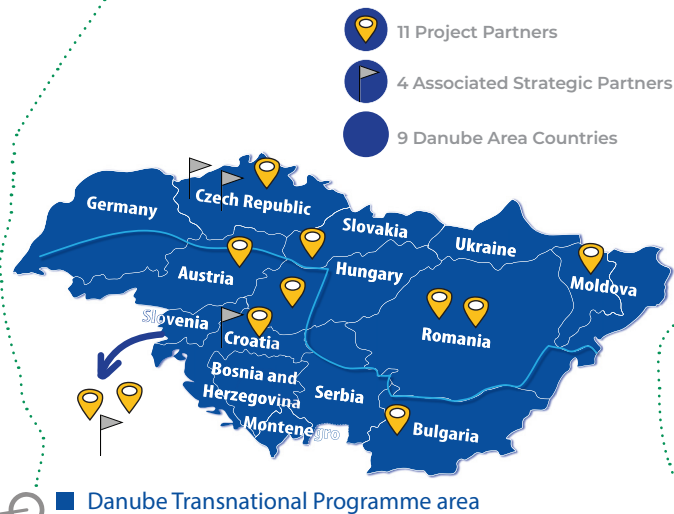 11 Project Partners
4 Associated Strategic Partners
9 Danube Area Countries
Germany
Czech Republic
Slovakia
Ukraine
Austria
Hungary
Moldova
Slovenia
Croatia
Romania
Bosnia and
Herzegovina
Serbia
Montenegro
Bulgaria
Danube Transnational Programme area